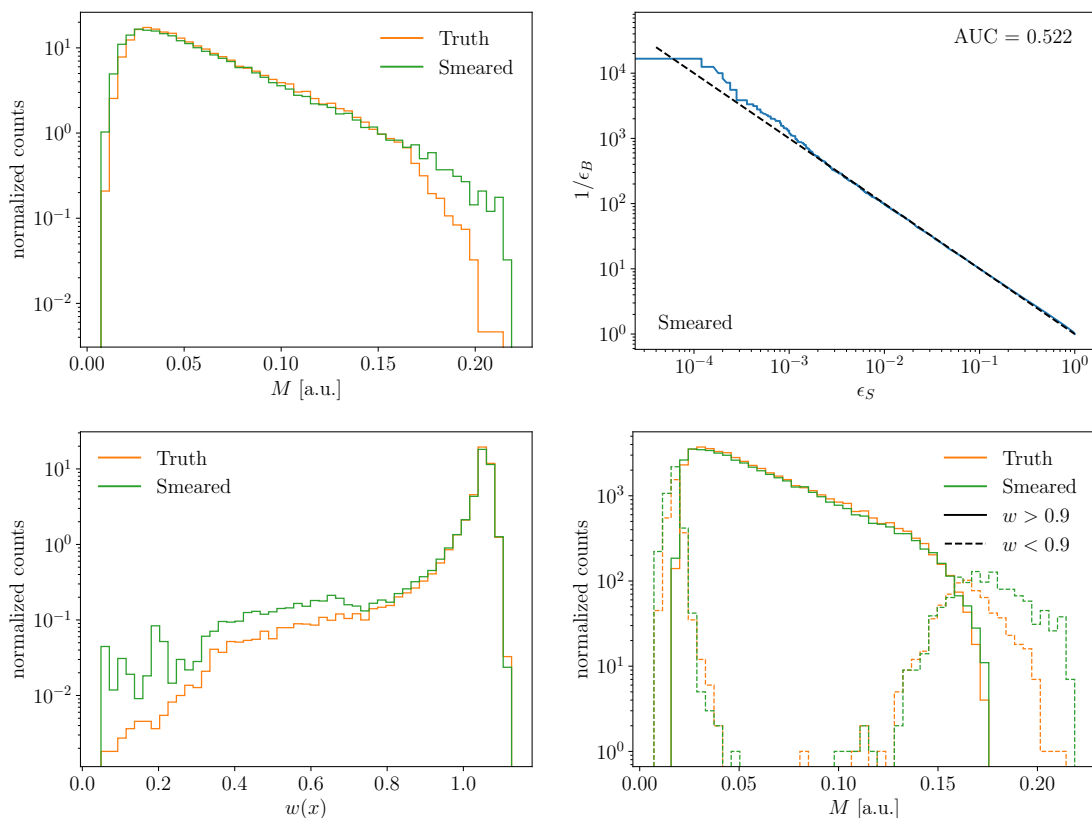 Truth
Smeared
normalized counts
10^1
10^0
10^{-1}
10^{-2}
0.00 0.05 0.10 0.15 0.20
M [a.u.]
AUC = 0.522
1/ϵ_B
10^4
10^3
10^2
10^1
10^0
Smeared
10^{-4} 10^{-3} 10^{-2} 10^{-1} 10^0
ϵ_S
Truth
Smeared
normalized counts
10^1
10^0
10^{-1}
10^{-2}
0.0 0.2 0.4 0.6 0.8 1.0
w(x)
Truth
Smeared
w > 0.9
w < 0.9
normalized counts
10^3
10^2
10^1
10^0
0.00 0.05 0.10 0.15 0.20
M [a.u.]